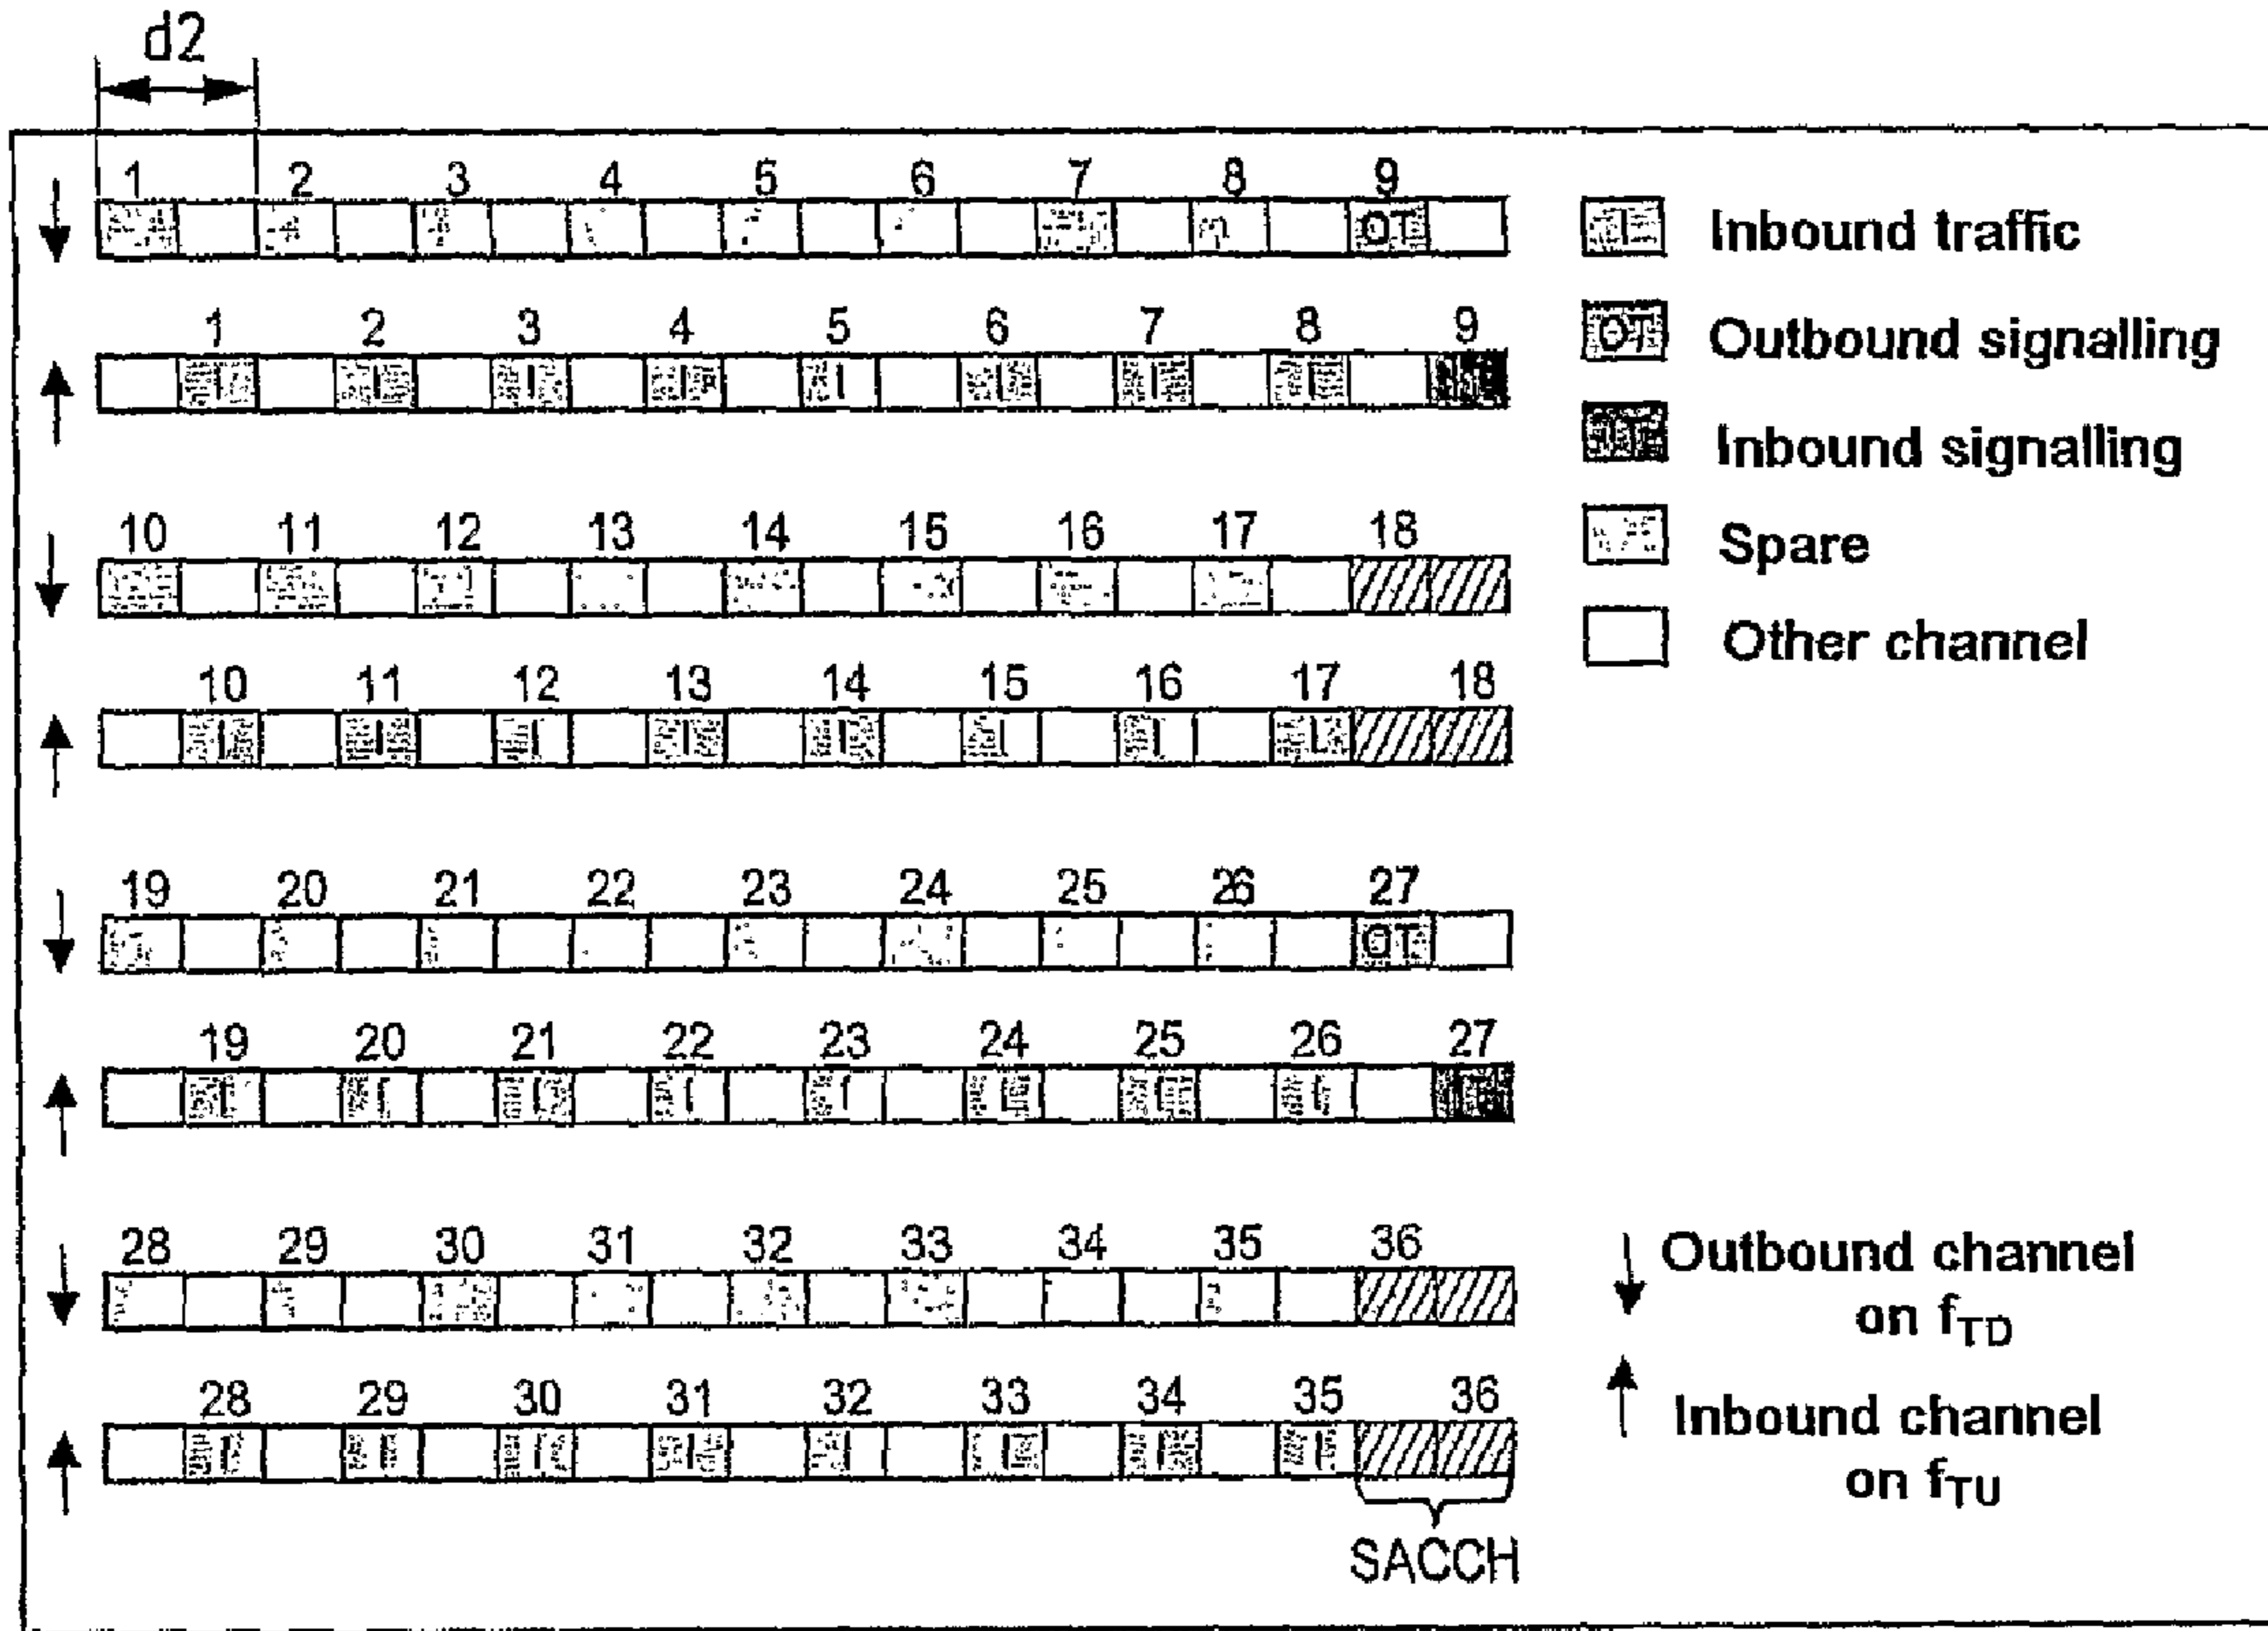 d2
1 2 3 4 5 6 7 8 9
OT
Inbound traffic
1 2 3 4 5 6 7 8 9
I I I I I I I I
OT Outbound signalling
Inbound signalling
10 11 12 13 14 15 16 17 18
Spare
Other channel
10 11 12 13 14 15 16 17 18
I I I I I I I I
19 20 21 22 23 24 25 26 27
OT
19 20 21 22 23 24 25 26 27
I I I I I I I I
28 29 30 31 32 33 34 35 36
Outbound channel
on fTD
28 29 30 31 32 33 34 35 36
I I I I I I I I
Inbound channel
on fTU
SACCH